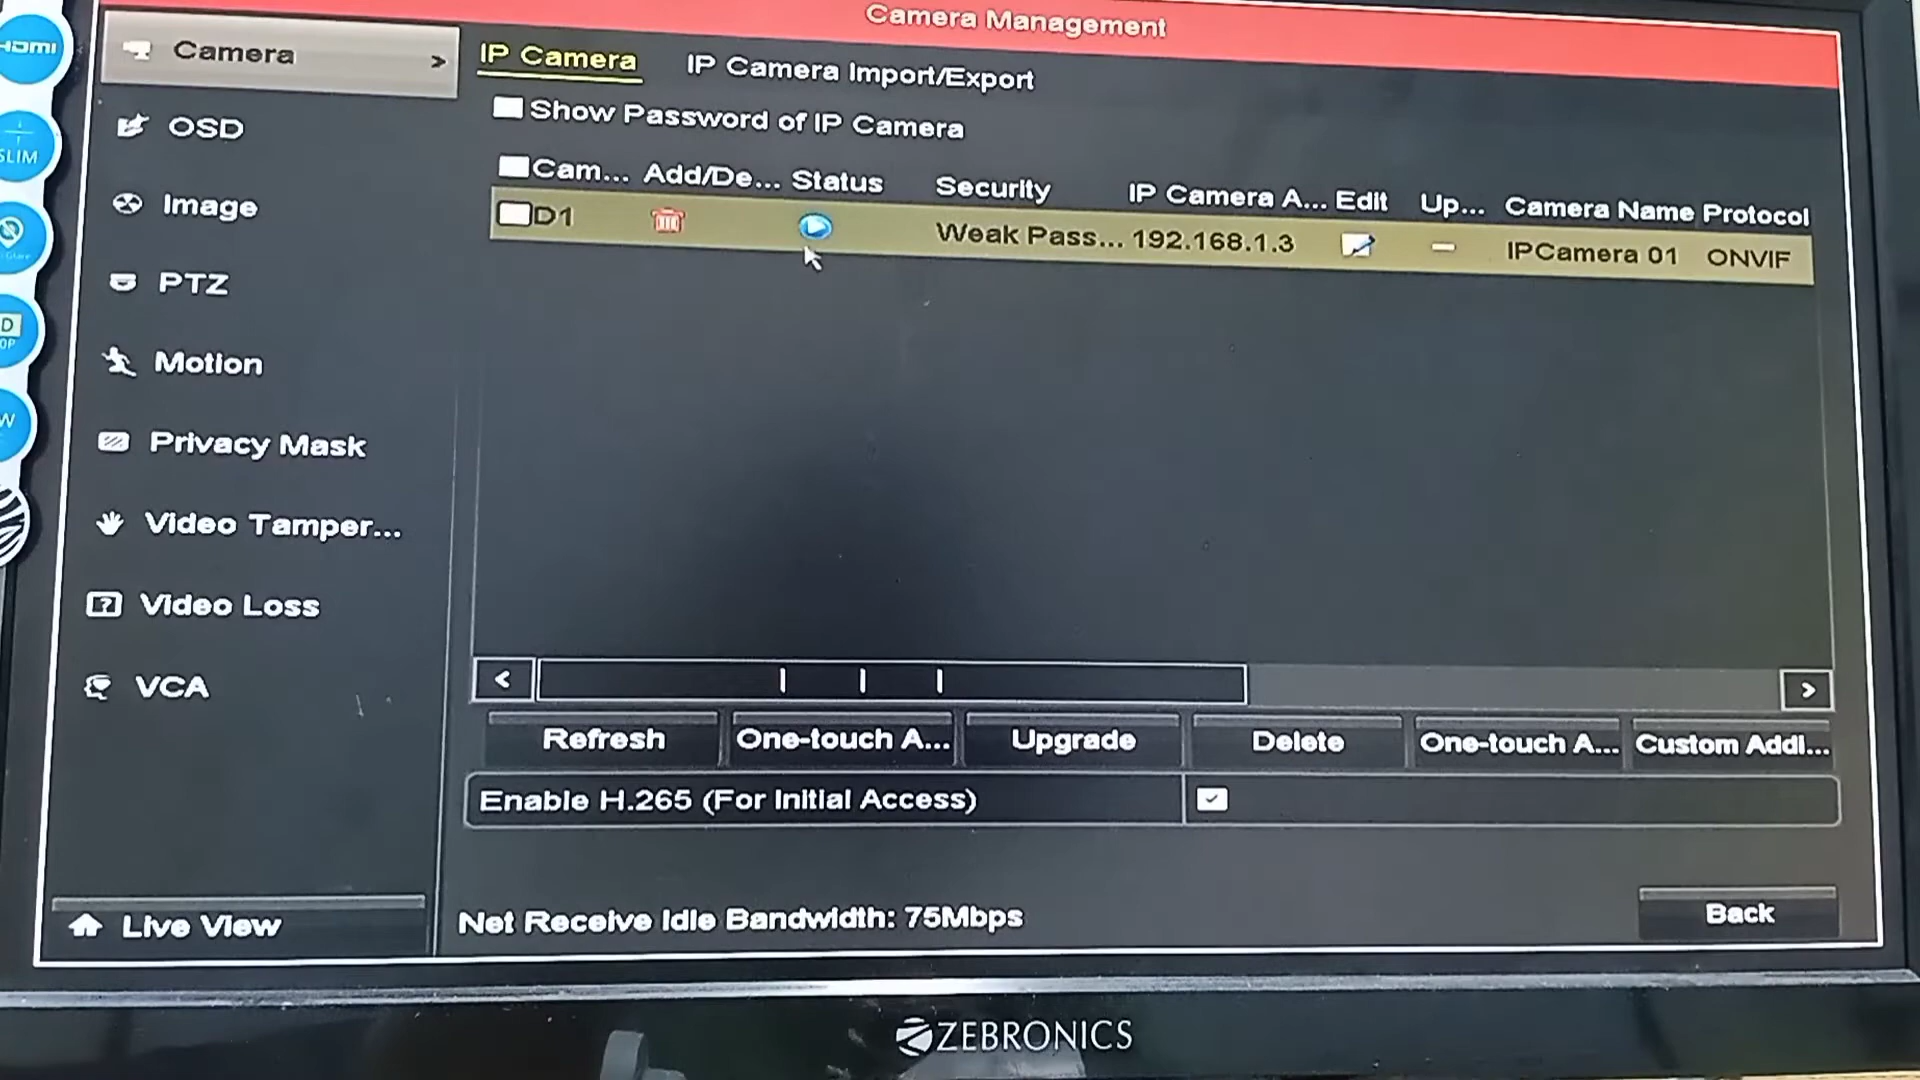 Camera Management
HDMI
Camera >
IP Camera
IP Camera Import/Export
Show Password of IP Camera
OSD
SLIM
Cam... Add/De... Status Security IP Camera A... Edit Up... Camera Name Protocol
D1 Weak Pass... 192.168.1.3 – IPCamera 01 ONVIF
Image
PTZ
Motion
Privacy Mask
Video Tamper...
Video Loss
VCA
< >
Refresh One-touch A... Upgrade Delete One-touch A... Custom Addi...
Enable H.265 (For Initial Access)
Live View
Net Receive Idle Bandwidth: 75Mbps
Back
ZEBRONICS